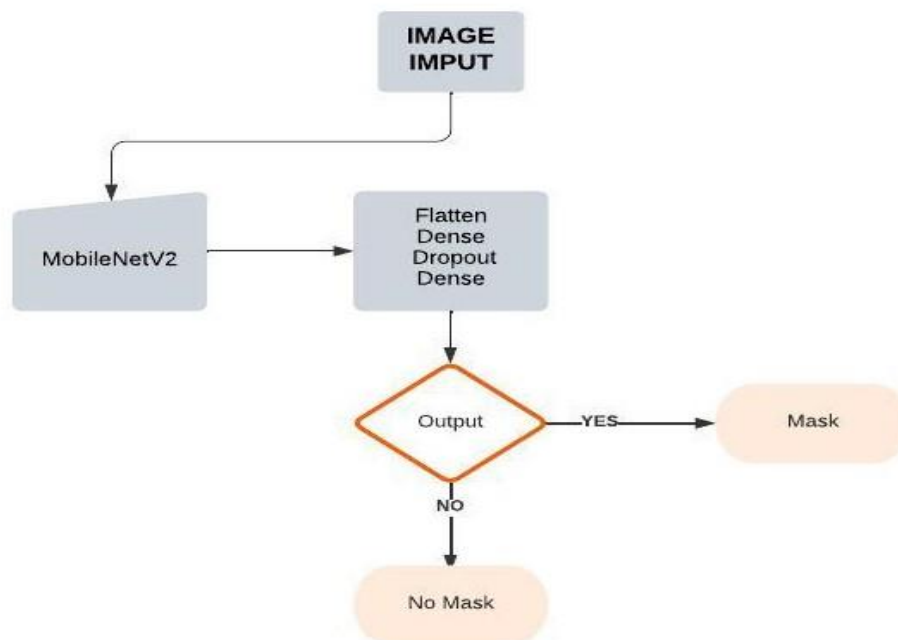 IMAGE
IMPUT
MobileNetV2
Flatten
Dense
Dropout
Dense
Output
YES
Mask
NO
No Mask